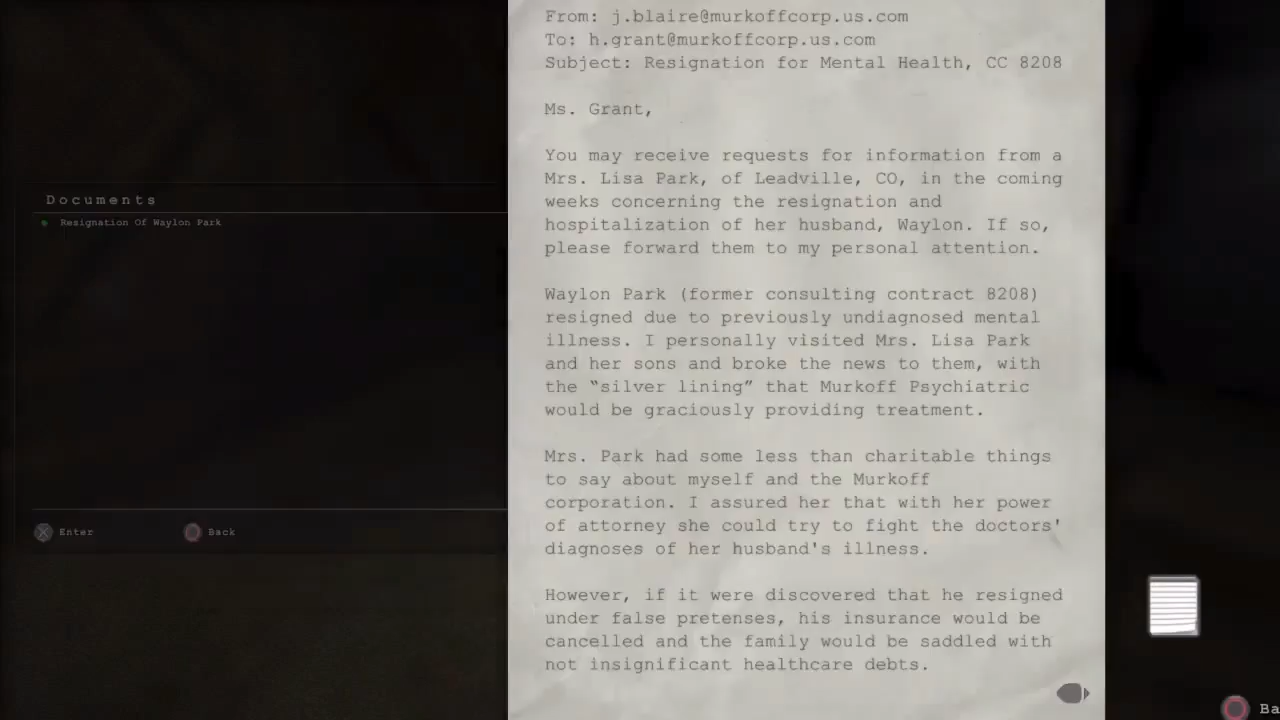 From: j.blaire@murkoffcorp.us.com
To: h.grant@murkoffcorp.us.com
Subject: Resignation for Mental Health, CC 8208
Ms. Grant,
You may receive requests for information from a
Mrs. Lisa Park, of Leadville, CO, in the coming
weeks concerning the resignation and
hospitalization of her husband, Waylon. If so,
please forward them to my personal attention.
Waylon Park (former consulting contract 8208)
resigned due to previously undiagnosed mental
illness. I personally visited Mrs. Lisa Park
and her sons and broke the news to them, with
the “silver lining” that Murkoff Psychiatric
would be graciously providing treatment.
Mrs. Park had some less than charitable things
to say about myself and the Murkoff
corporation. I assured her that with her power
of attorney she could try to fight the doctors'
diagnoses of her husband's illness.
However, if it were discovered that he resigned
under false pretenses, his insurance would be
cancelled and the family would be saddled with
not insignificant healthcare debts.
Documents
Resignation Of Waylon Park
Enter
Back
Ba